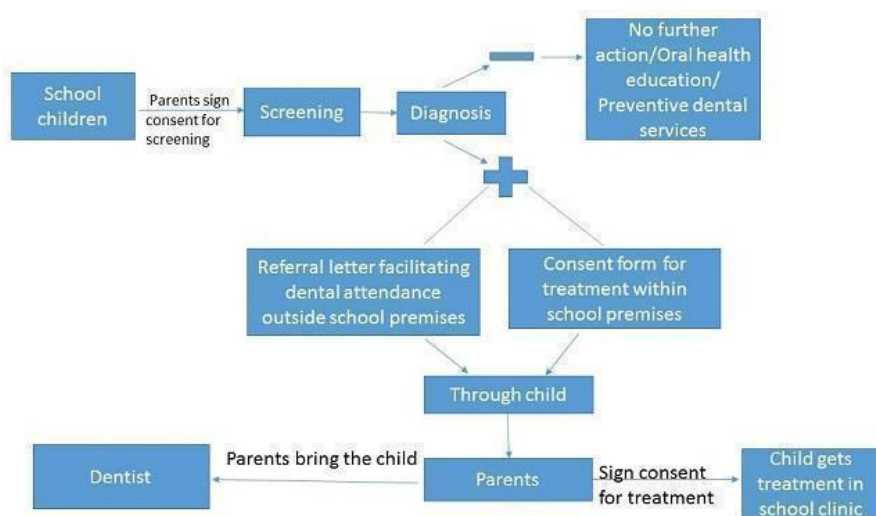 School
children
Parents sign
consent for
screening
Screening
Diagnosis
No further
action/Oral health
education/
Preventive dental
services
Referral letter facilitating
dental attendance
outside school premises
Consent form for
treatment within
school premises
Through child
Dentist
Parents bring the child
Parents
Sign consent
for treatment
Child gets
treatment in
school clinic